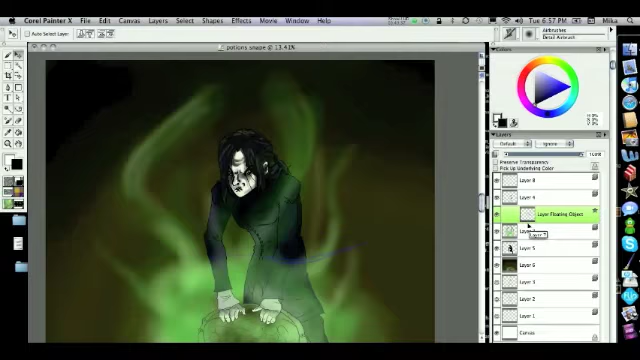 Corel Painter X File Edit Canvas Layers Select Shapes Effects Movie Window Help Tue 6:57 PM Mika
Auto Select Layer
potions_snape @ 13.41%
Airbrushes
Detail Airbrush
Colors
Layers
Default
Ignore
100%
Preserve Transparency
Pick Up Underlying Color
Layer 8
Layer 4
Layer Floating Object
Layer 7
Layer 5
Layer 6
Layer 3
Layer 2
Layer 1
Canvas